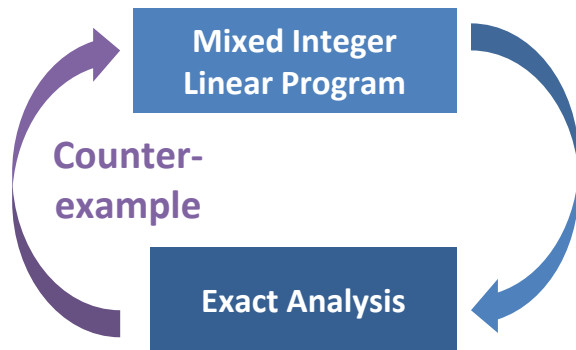 Mixed Integer
Linear Program
Counter-
example
Exact Analysis